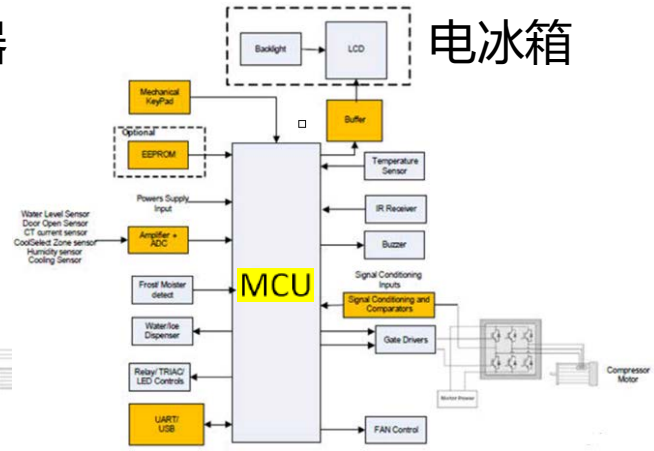 器
电冰箱
Backlight
LCD
Mechanical
KeyPad
Buffer
Optional
EEPROM
Temperature
Sensor
Powers Supply
Input
IR Receiver
Water Level Sensor
Door Open Sensor
CT current sensor
CoolSelect Zone sensor
Humidity sensor
Cooling Sensor
Amplifier +
ADC
Buzzer
MCU
Frost/ Moister
detect
Signal Conditioning
Inputs
Signal Conditioning and
Comparators
Water/Ice
Dispenser
Gate Drivers
Relay/ TRIAC/
LED Controls
Compressor
Motor
Motor Power
UART/
USB
FAN Control